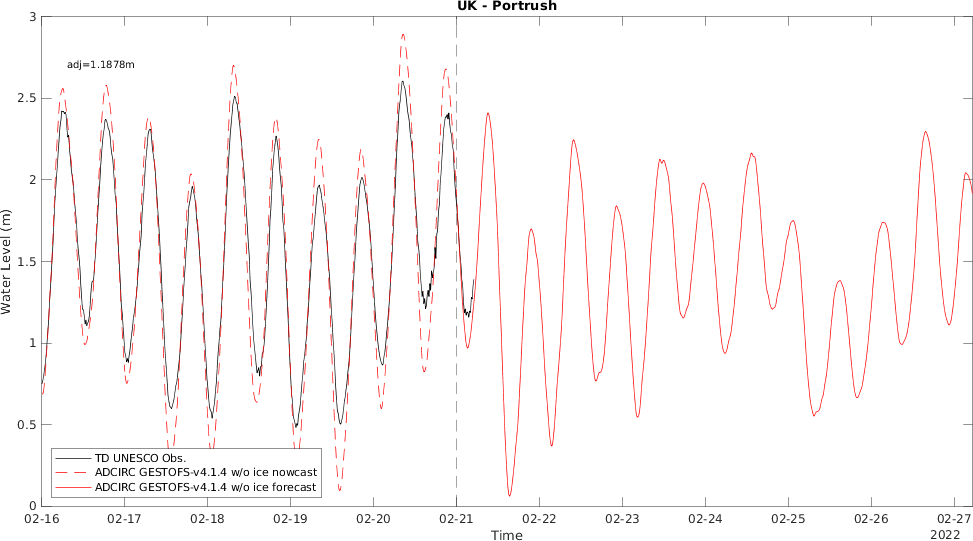 UK - Portrush
adj=1.1878m
Water Level (m)
3
2.5
2
1.5
1
0.5
0
TD UNESCO Obs.
ADCIRC GESTOFS-v4.1.4 w/o ice nowcast
ADCIRC GESTOFS-v4.1.4 w/o ice forecast
02-16 02-17 02-18 02-19 02-20 02-21 02-22 02-23 02-24 02-25 02-26 02-27
Time
2022